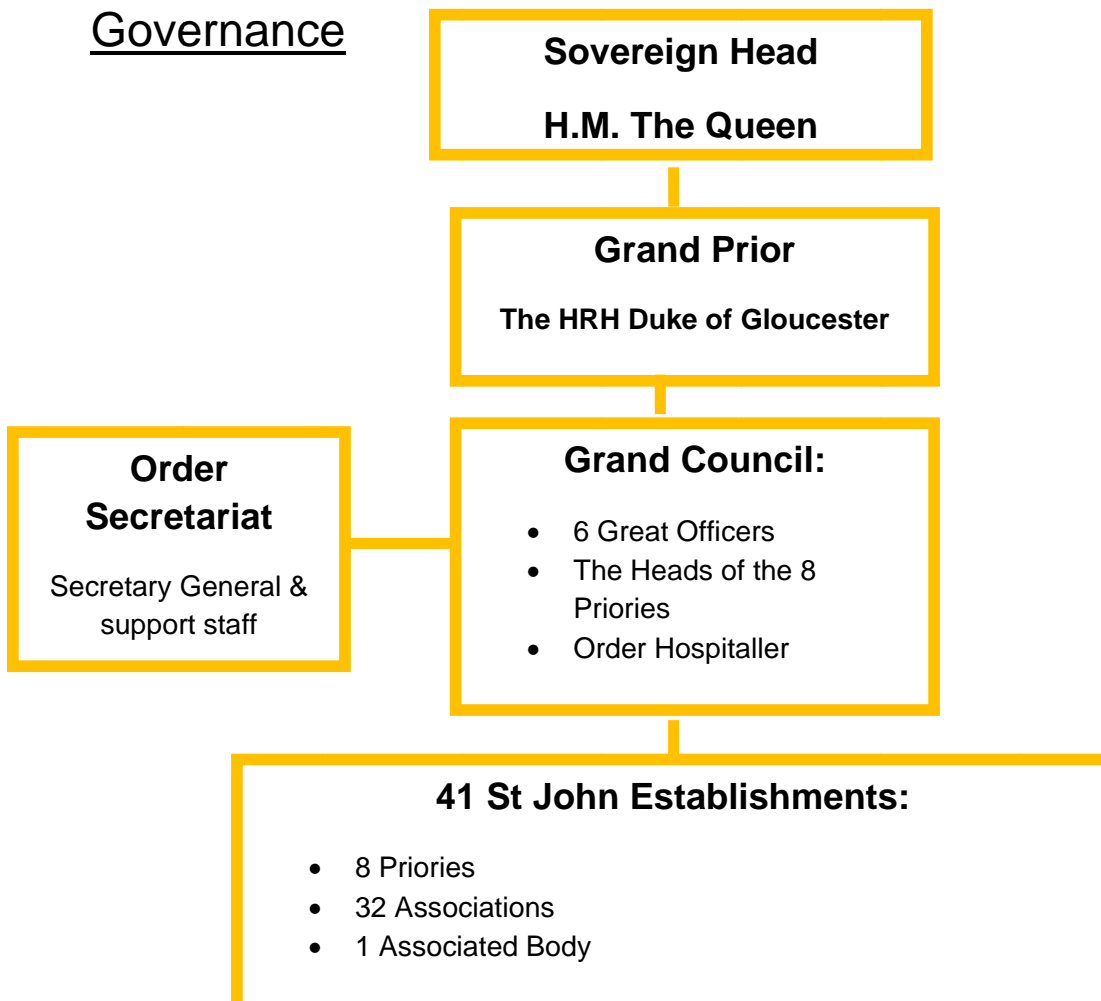 Governance
Sovereign Head
H.M. The Queen
Grand Prior
The HRH Duke of Gloucester
Order
Secretariat
Secretary General &
support staff
Grand Council:
• 6 Great Officers
• The Heads of the 8
Priories
• Order Hospitaller
41 St John Establishments:
• 8 Priories
• 32 Associations
• 1 Associated Body